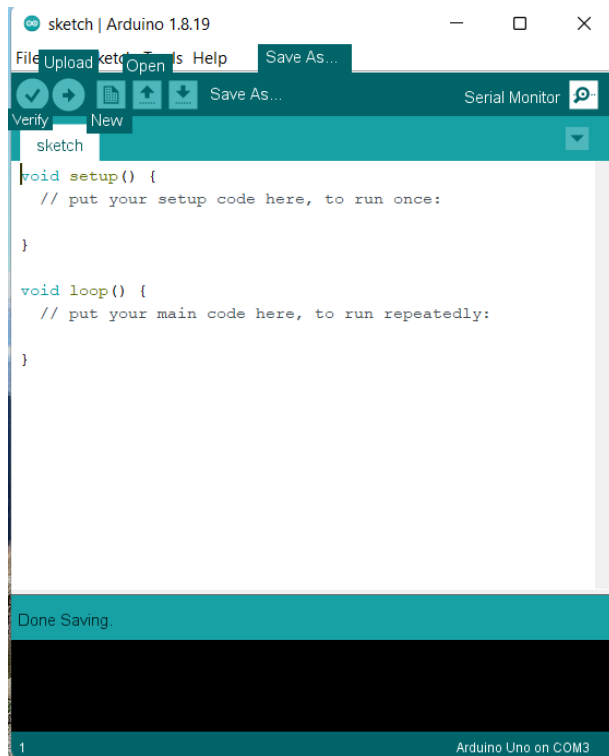 sketch | Arduino 1.8.19
File Help
Upload Open Save As...
Save As... Serial Monitor
Verify New
sketch
void setup() {
// put your setup code here, to run once:
}
void loop() {
// put your main code here, to run repeatedly:
}
Done Saving.
1 Arduino Uno on COM3